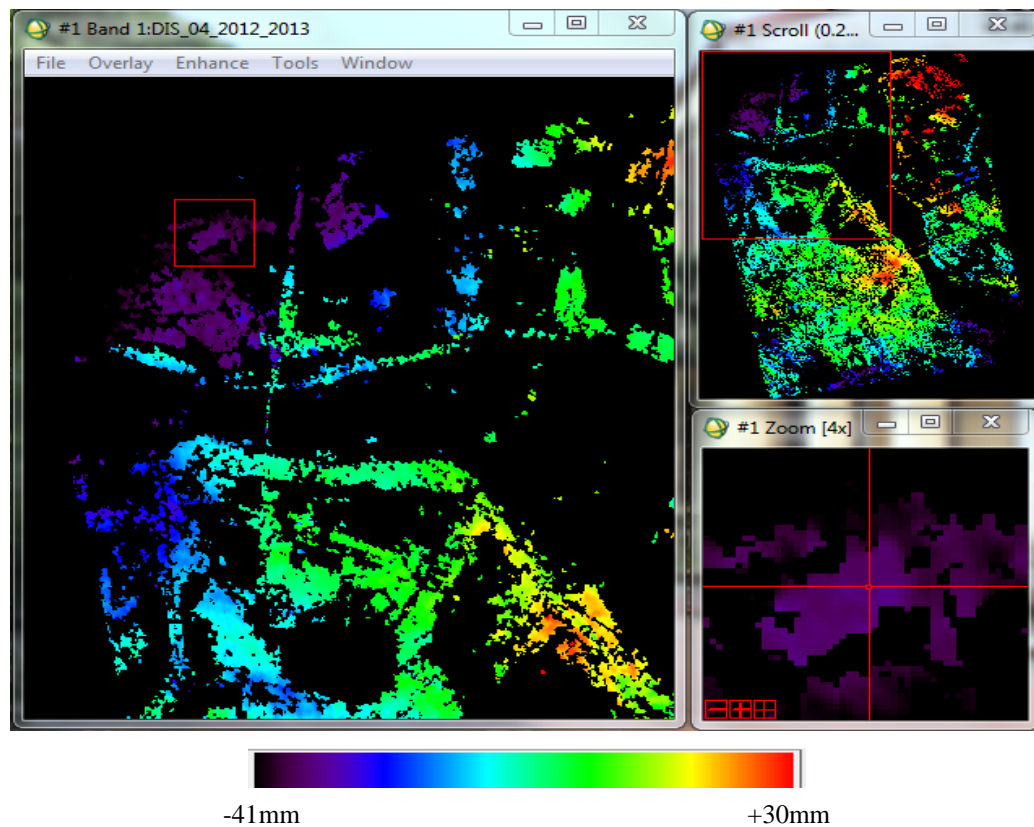 #1 Band 1:DIS_04_2012_2013
File Overlay Enhance Tools Window
#1 Scroll (0.2...
#1 Zoom [4x]
-41mm
+30mm